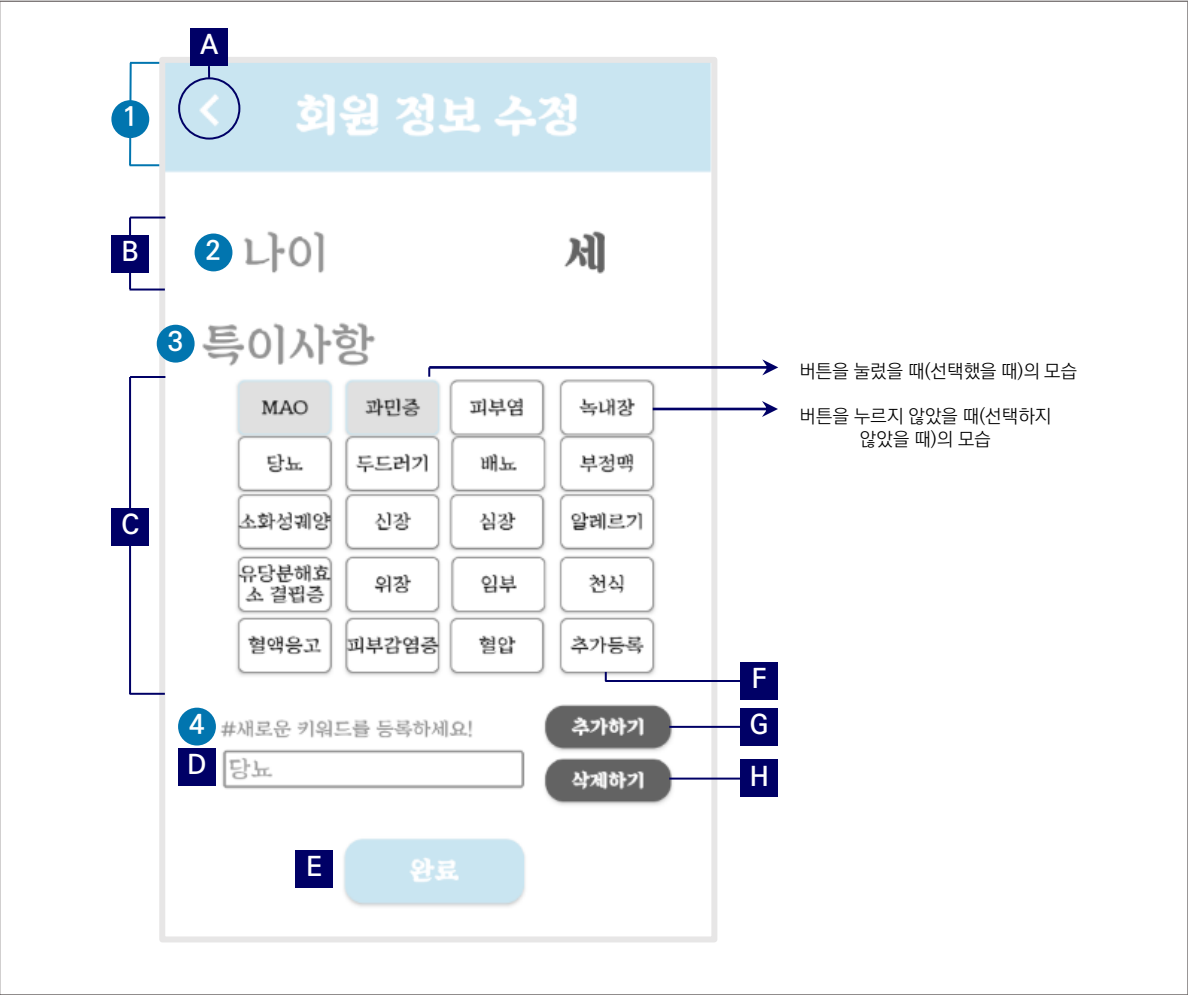 A
1
회원 정보 수정
B
2
나이
세
3
특이사항
버튼을 눌렀을 때(선택했을 때)의 모습
버튼을 누르지 않았을 때(선택하지
않았을 때)의 모습
C
MAO
과민증
피부염
녹내장
당뇨
두드러기
배뇨
부정맥
소화성궤양
신장
심장
알레르기
유당분해효
소 결핍증
위장
임부
천식
혈액응고
피부감염증
혈압
추가등록
F
4
#새로운 키워드를 등록하세요!
추가하기
G
D
당뇨
삭제하기
H
E
완료